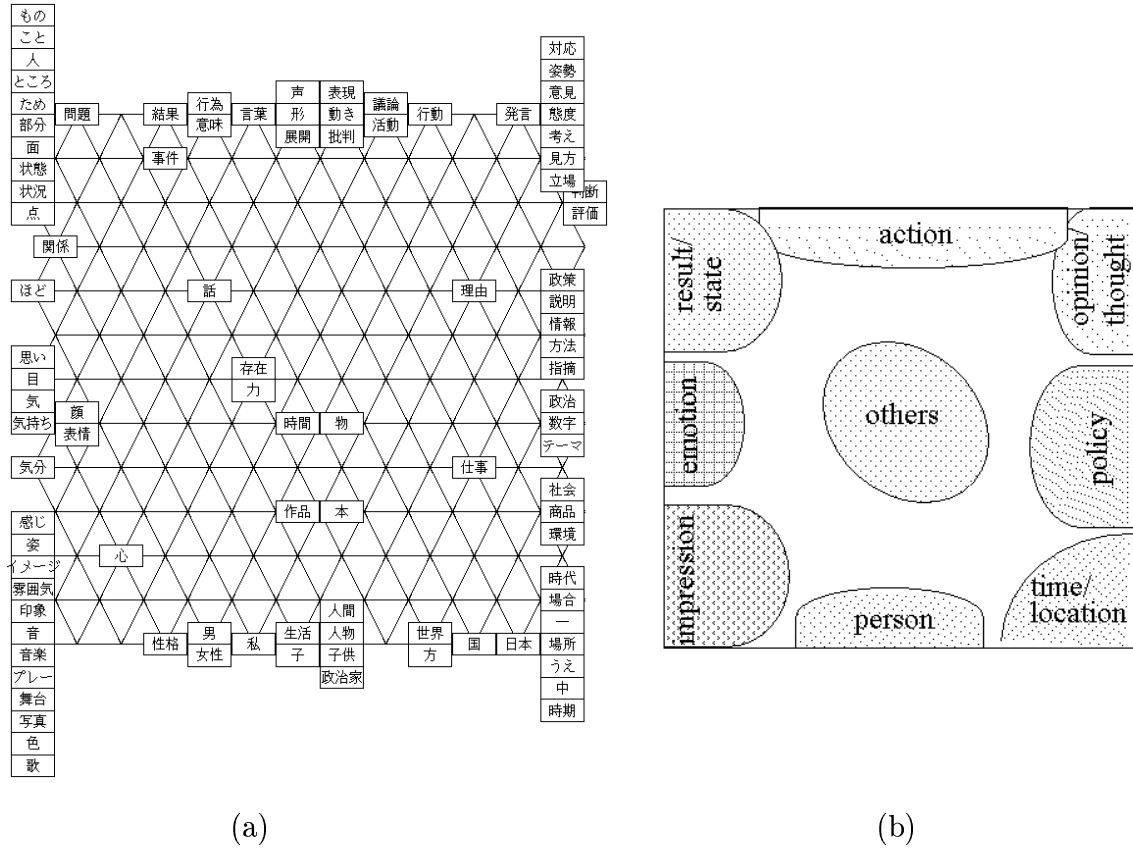 もの
こと
人
ところ
ため
部分
面
状態
状況
点
問題
結果
行為
意味
言葉
声
形
展開
表現
動き
批判
議論
活動
行動
発言
対応
姿勢
意見
態度
考え
見方
立場
判断
評価
事件
関係
ほど
話
理由
政策
説明
情報
方法
指摘
思い
目
気
気持ち
顔
表情
存在
力
時間
物
政治
数字
テーマ
気分
仕事
作品
本
社会
商品
環境
感じ
姿
イメージ
雰囲気
印象
音
音楽
プレー
舞台
写真
色
歌
心
性格
男
女性
私
生活
子
人間
人物
子供
政治家
世界
方
国
日本
時代
場合
一
場所
うえ
中
時期
(a)
result/
state
action
opinion
thought
emotion
others
policy
impression
person
time/
location
(b)